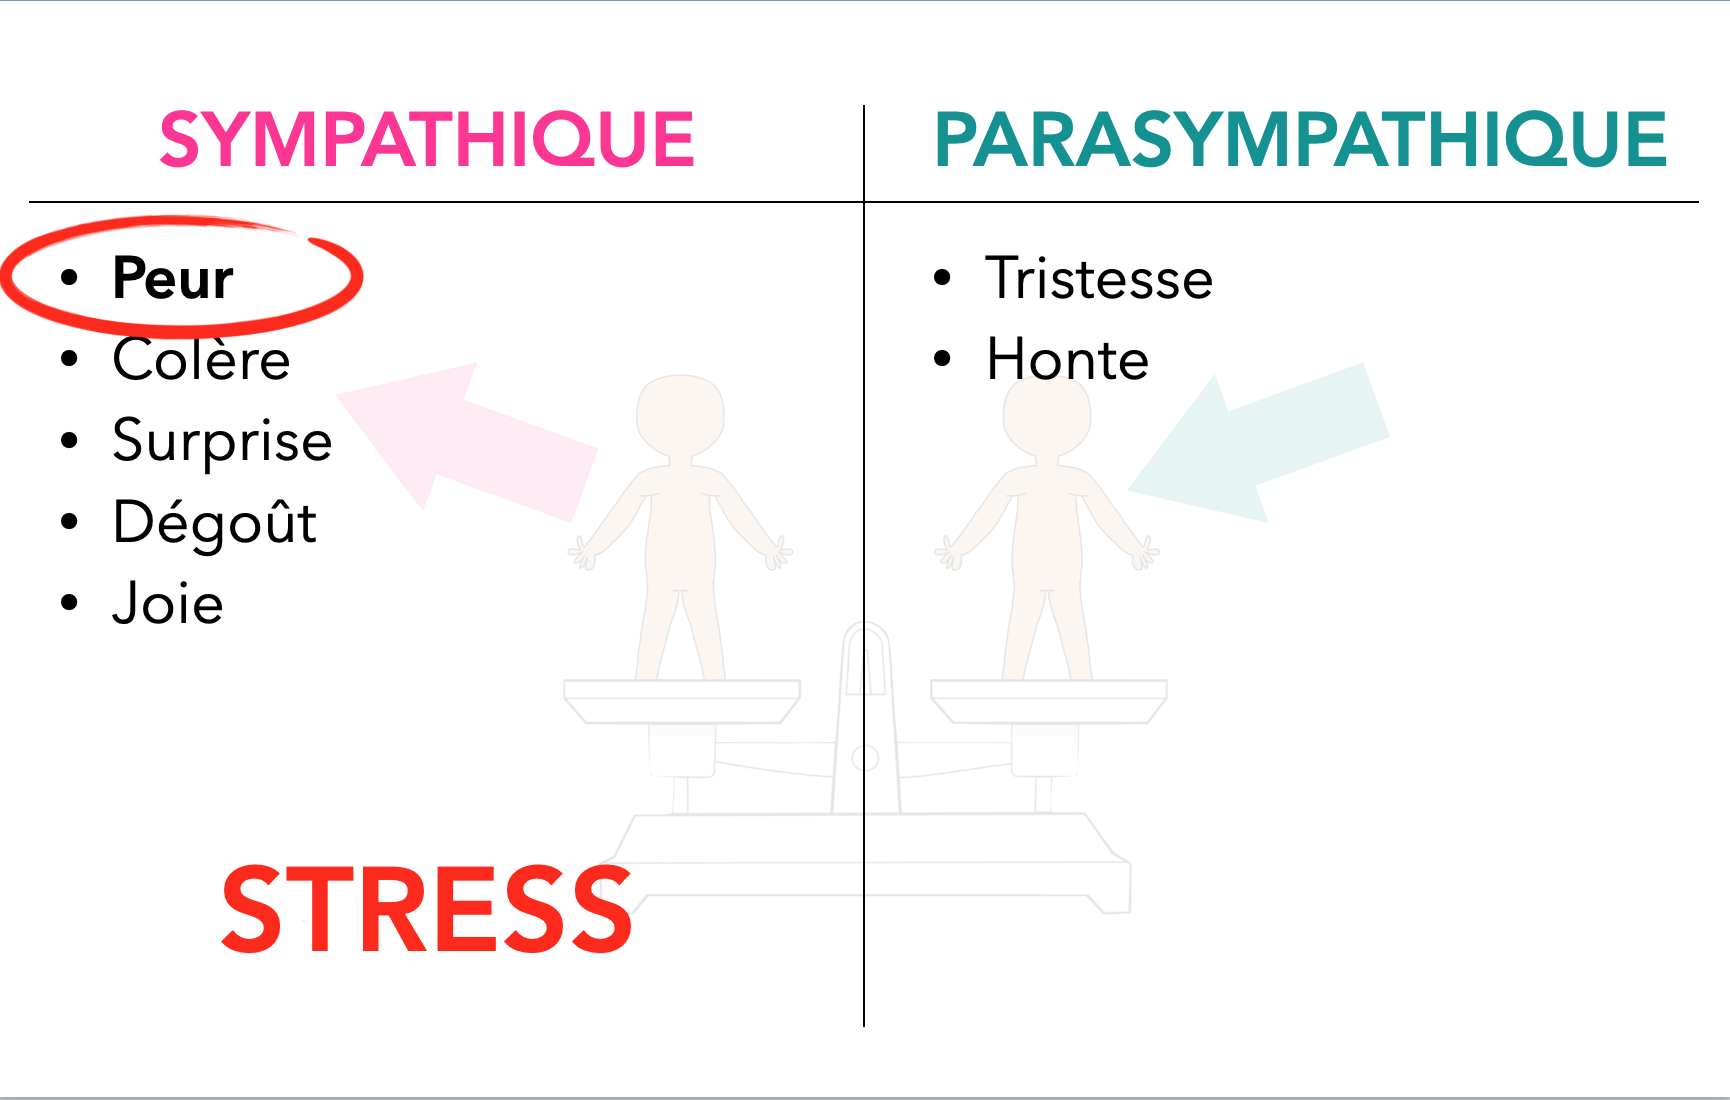 SYMPATHIQUE
• Peur
• Colère
• Surprise
• Dégoût
• Joie
STRESS
PARASYMPATHIQUE
• Tristesse
• Honte